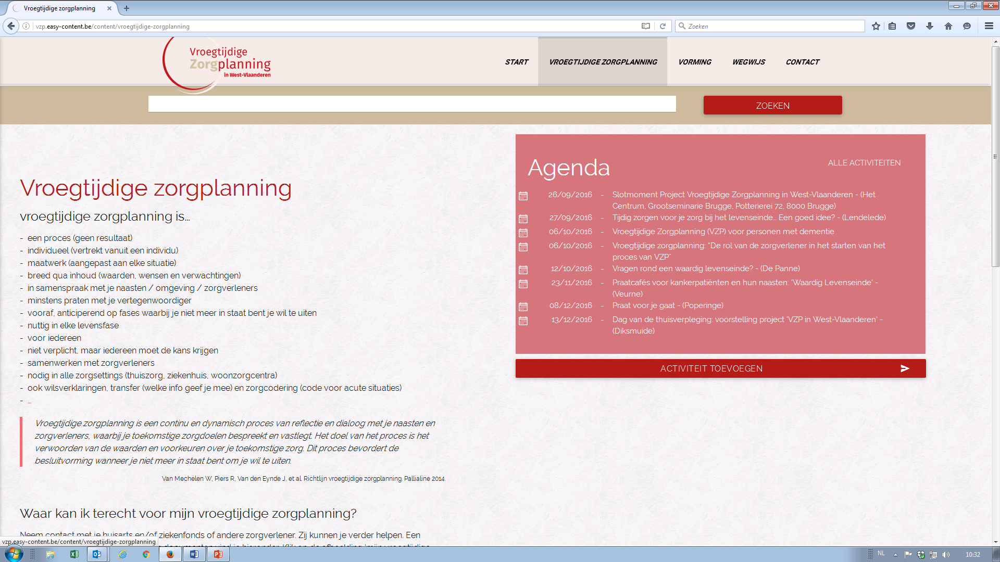 Vroegtijdige zorgplanning
vzp.easy-content.be/content/vroegtijdige-zorgplanning
Zoeken
Vroegtijdige
Zorgplanning
in West-Vlaanderen
START
VROEGTIJDIGE ZORGPLANNING
VORMING
WEGWIJS
CONTACT
ZOEKEN
Vroegtijdige zorgplanning
vroegtijdige zorgplanning is...
- een proces (geen resultaat)
- individueel (vertrekt vanuit een individu)
- maatwerk (aangepast aan elke situatie)
- breed qua inhoud (waarden, wensen en verwachtingen)
- in samenspraak met je naasten / omgeving / zorgverleners
- minstens praten met je vertegenwoordiger
- vooraf, anticiperend op fases waarbij je niet meer in staat bent je wil te uiten
- nuttig in elke levensfase
- voor iedereen
- niet verplicht, maar iedereen moet de kans krijgen
- samenwerken met zorgverleners
- nodig in alle zorgsettings (thuiszorg, ziekenhuis, woonzorgcentra)
- ook wilsverklaringen, transfer (welke info geef je mee) en zorgcodering (code voor acute situaties)
- ...
Vroegtijdige zorgplanning is een continu en dynamisch proces van reflectie en dialoog met je naasten en
zorgverleners, waarbij je toekomstige zorgdoelen bespreekt en vastlegt. Het doel van het proces is het
verwoorden van de waarden en voorkeuren over je toekomstige zorg. Dit proces bevordert de
besluitvorming wanneer je niet meer in staat bent om je wil te uiten.
Van Mechelen W, Piers R, Van den Eynde J, et al. Richtlijn vroegtijdige zorgplanning. Pallialine 2014.
Waar kan ik terecht voor mijn vroegtijdige zorgplanning?
Neem contact met je huisarts en/of ziekenfonds of andere zorgverlener. Zij kunnen je verder helpen. Een
Agenda
ALLE ACTIVITEITEN
26/09/2016 - Slotmoment Project Vroegtijdige Zorgplanning in West-Vlaanderen - (Het
Centrum, Grootseminarie Brugge, Potterierei 72, 8000 Brugge)
27/09/2016 - Tijdig zorgen voor je zorg bij het levenseinde... Een goed idee? - (Lendelede)
06/10/2016 - Vroegtijdige Zorgplanning (VZP) voor personen met dementie
06/10/2016 - Vroegtijdige zorgplanning: "De rol van de zorgverlener in het starten van het
proces van VZP"
12/10/2016 - Vragen rond een waardig levenseinde? - (De Panne)
23/11/2016 - Praatcafés voor kankerpatiënten en hun naasten: 'Waardig Levenseinde' -
(Veurne)
08/12/2016 - Praat voor je gaat - (Poperinge)
13/12/2016 - Dag van de thuisverpleging: voorstelling project 'VZP in West-Vlaanderen' -
(Diksmuide)
ACTIVITEIT TOEVOEGEN
vzp.easy-content.be/content/vroegtijdige-zorgplanning
NL
10:32